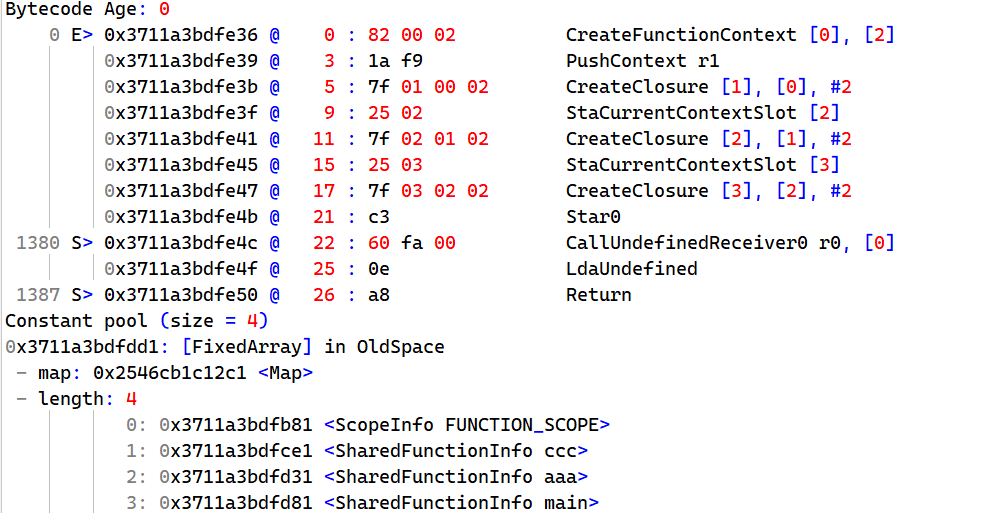 Bytecode Age: 0
0 E> 0x3711a3bdfe36 @ 0 : 82 00 02 CreateFunctionContext [0], [2]
0x3711a3bdfe39 @ 3 : 1a f9 PushContext r1
0x3711a3bdfe3b @ 5 : 7f 01 00 02 CreateClosure [1], [0], #2
0x3711a3bdfe3f @ 9 : 25 02 StaCurrentContextSlot [2]
0x3711a3bdfe41 @ 11 : 7f 02 01 02 CreateClosure [2], [1], #2
0x3711a3bdfe45 @ 15 : 25 03 StaCurrentContextSlot [3]
0x3711a3bdfe47 @ 17 : 7f 03 02 02 CreateClosure [3], [2], #2
0x3711a3bdfe4b @ 21 : c3 Star0
1380 S> 0x3711a3bdfe4c @ 22 : 60 fa 00 CallUndefinedReceiver0 r0, [0]
0x3711a3bdfe4f @ 25 : 0e LdaUndefined
1387 S> 0x3711a3bdfe50 @ 26 : a8 Return
Constant pool (size = 4)
0x3711a3bdfdd1: [FixedArray] in OldSpace
- map: 0x2546cb1c12c1 <Map>
- length: 4
0: 0x3711a3bdfb81 <ScopeInfo FUNCTION_SCOPE>
1: 0x3711a3bdfce1 <SharedFunctionInfo ccc>
2: 0x3711a3bdfd31 <SharedFunctionInfo aaa>
3: 0x3711a3bdfd81 <SharedFunctionInfo main>